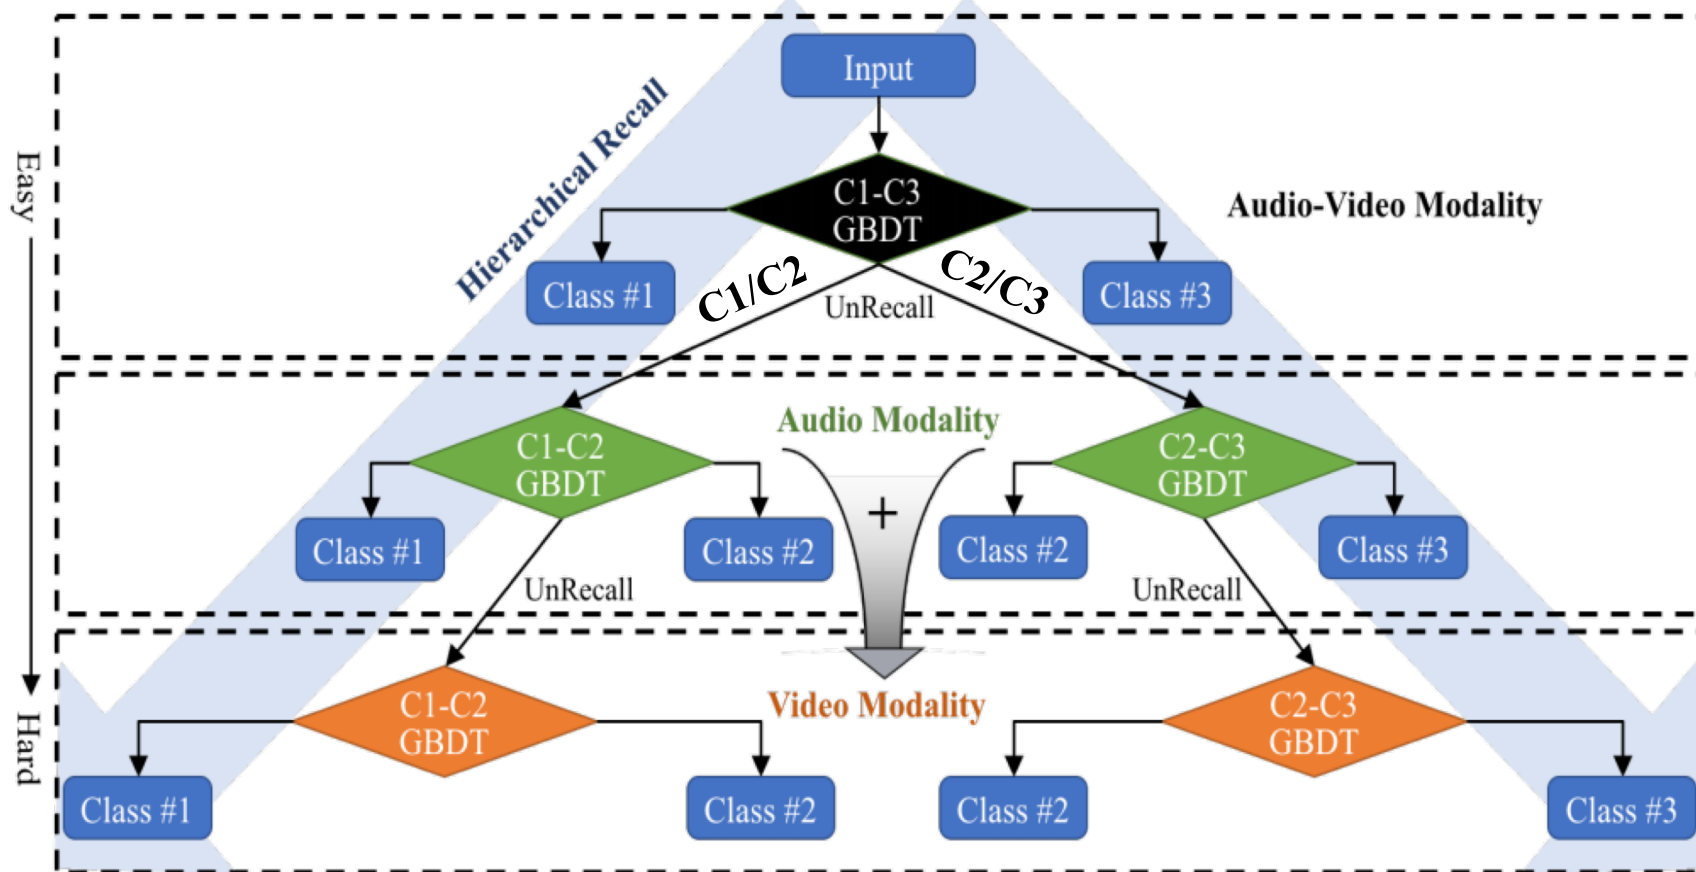 Input
Hierarchical Recall
Easy
C1-C3
GBDT
Audio-Video Modality
Class #1
C1/C2
UnRecall
C2/C3
Class #3
Audio Modality
C1-C2
GBDT
C2-C3
GBDT
+
Class #1
Class #2
Class #2
Class #3
UnRecall
UnRecall
Hard
C1-C2
GBDT
Video Modality
C2-C3
GBDT
Class #1
Class #2
Class #2
Class #3